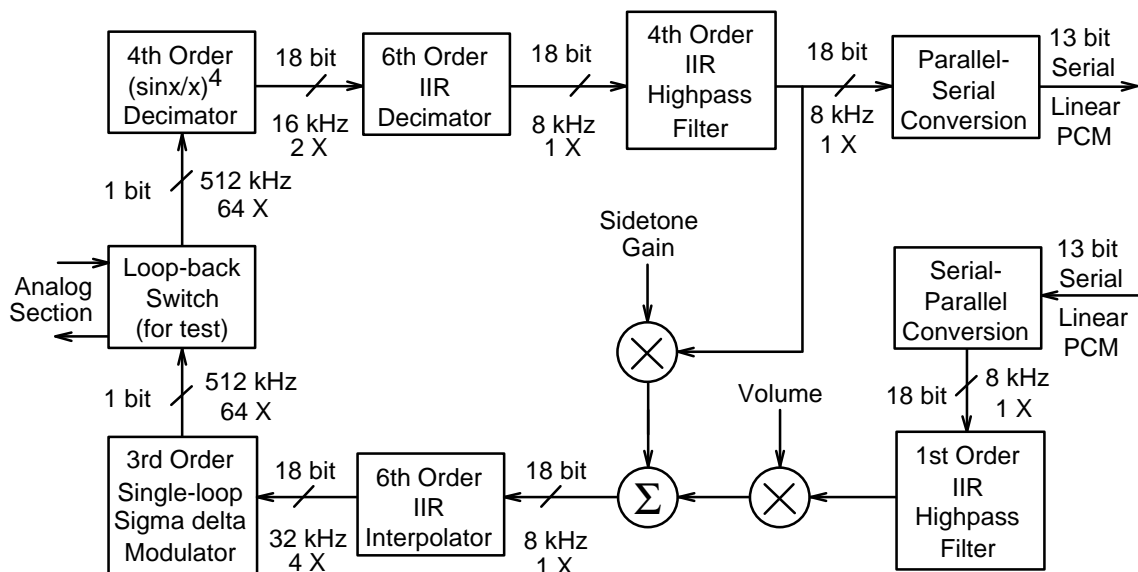 4th Order
(sinx/x)4
Decimator
18 bit
16 kHz
2 X
6th Order
IIR
Decimator
18 bit
8 kHz
1 X
4th Order
IIR
Highpass
Filter
18 bit
8 kHz
1 X
Parallel-
Serial
Conversion
13 bit
Serial
Linear
PCM
1 bit
512 kHz
64 X
Analog
Section
Loop-back
Switch
(for test)
Sidetone
Gain
Serial-
Parallel
Conversion
13 bit
Serial
Linear
PCM
1 bit
512 kHz
64 X
Volume
18 bit
8 kHz
1 X
3rd Order
Single-loop
Sigma delta
Modulator
18 bit
32 kHz
4 X
6th Order
IIR
Interpolator
18 bit
8 kHz
1 X
Σ
1st Order
IIR
Highpass
Filter